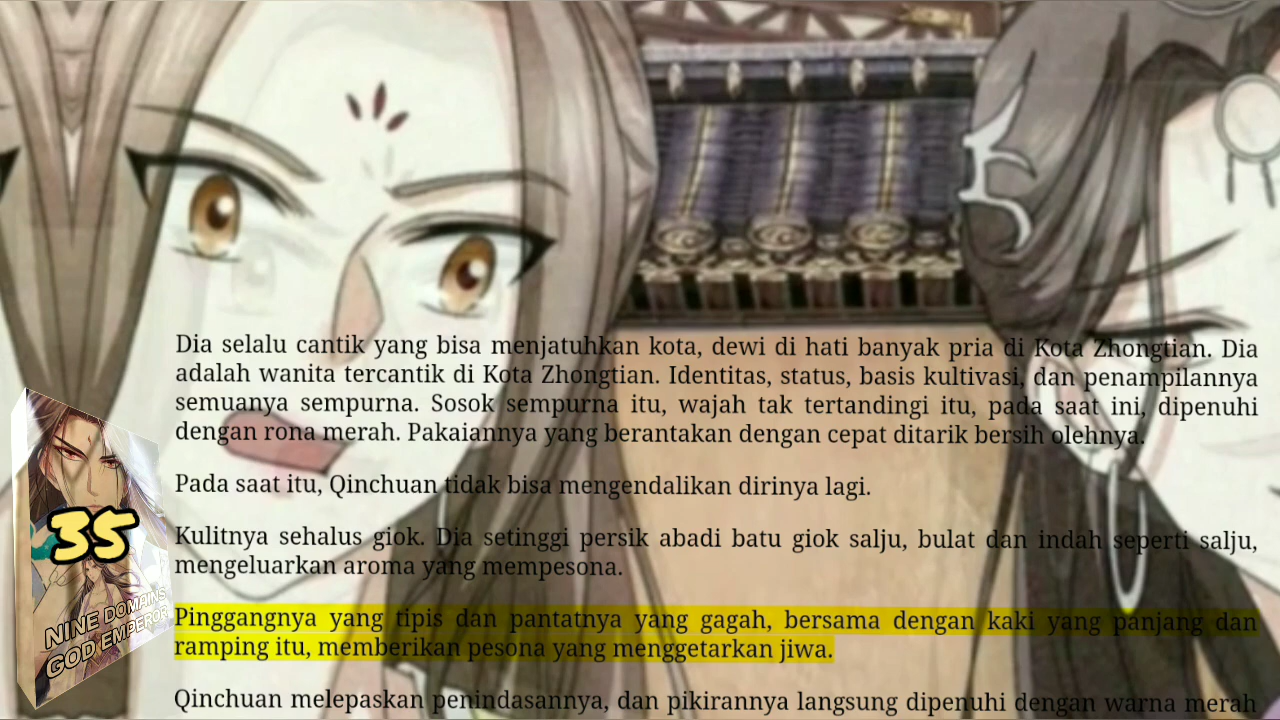 Dia selalu cantik yang bisa menjatuhkan kota, dewi di hati banyak pria di Kota Zhongtian. Dia
adalah wanita tercantik di Kota Zhongtian. Identitas, status, basis kultivasi, dan penampilannya
semuanya sempurna. Sosok sempurna itu, wajah tak tertandingi itu, pada saat ini, dipenuhi
dengan rona merah. Pakaiannya yang berantakan dengan cepat ditarik bersih olehnya.
Pada saat itu, Qinchuan tidak bisa mengendalikan dirinya lagi.
Kulitnya sehalus giok. Dia setinggi persik abadi batu giok salju, bulat dan indah seperti salju,
mengeluarkan aroma yang mempesona.
Pinggangnya yang tipis dan pantatnya yang gagah, bersama dengan kaki yang panjang dan
ramping itu, memberikan pesona yang menggetarkan jiwa.
Qinchuan melepaskan penindasannya, dan pikirannya langsung dipenuhi dengan warna merah
35
NINE DOMAINS
GOD EMPEROR